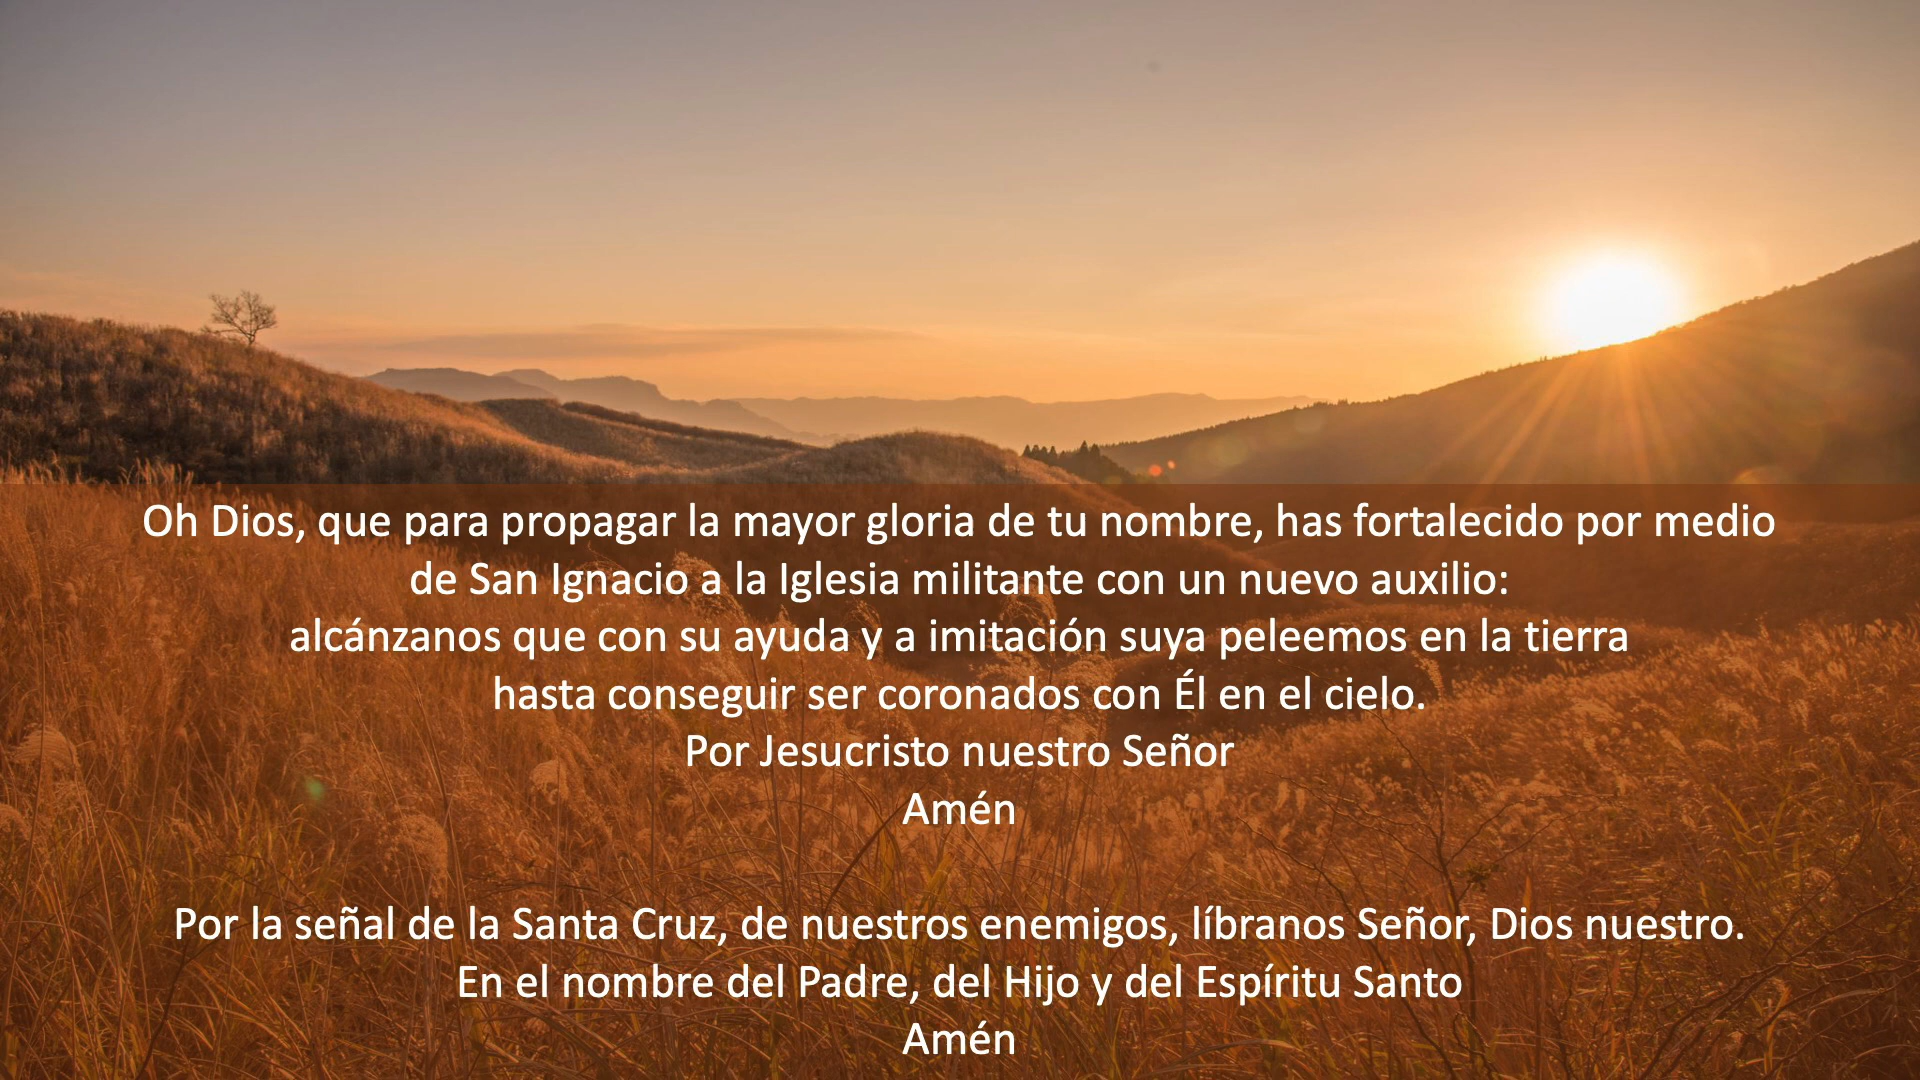 Oh Dios, que para propagar la mayor gloria de tu nombre, has fortalecido por medio
de San Ignacio a la Iglesia militante con un nuevo auxilio:
alcánzanos que con su ayuda y a imitación suya peleemos en la tierra
hasta conseguir ser coronados con Él en el cielo.
Por Jesucristo nuestro Señor
Amén
Por la señal de la Santa Cruz, de nuestros enemigos, líbranos Señor, Dios nuestro.
En el nombre del Padre, del Hijo y del Espíritu Santo
Amén